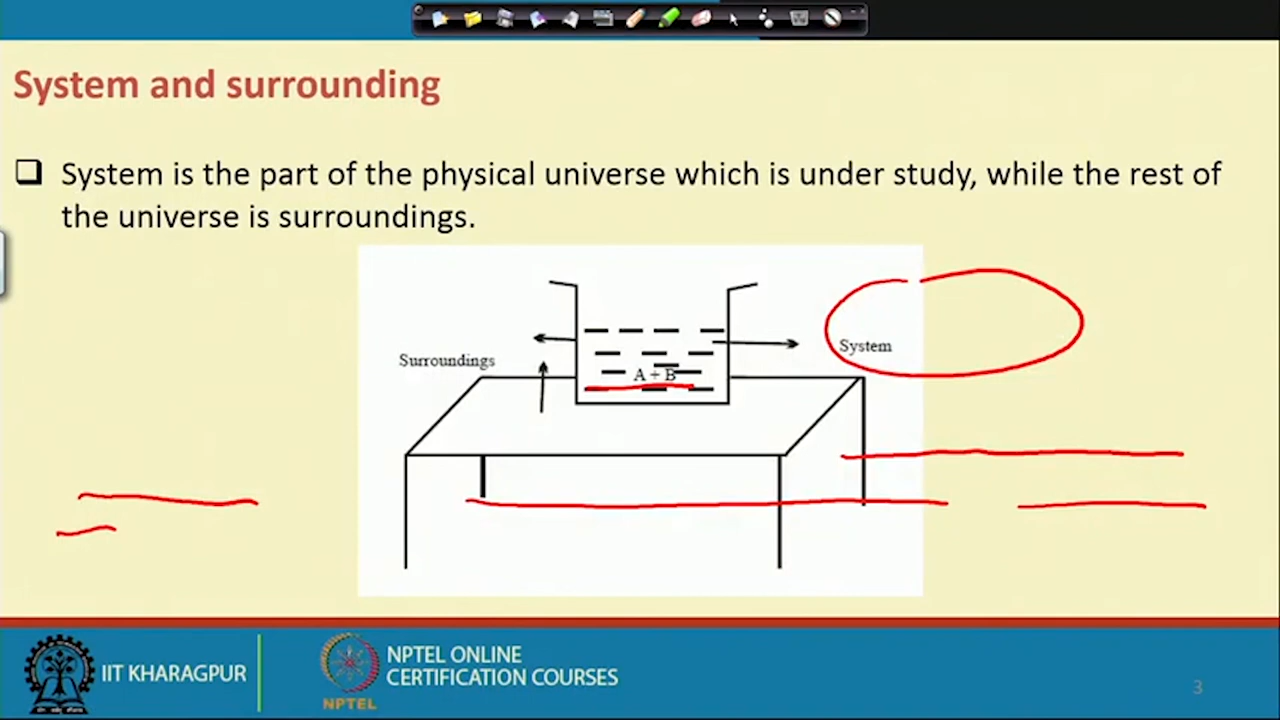 System and surrounding
❑ System is the part of the physical universe which is under study, while the rest of
the universe is surroundings.
Surroundings
System
A + B
IIT KHARAGPUR
NPTEL
NPTEL ONLINE
CERTIFICATION COURSES
3